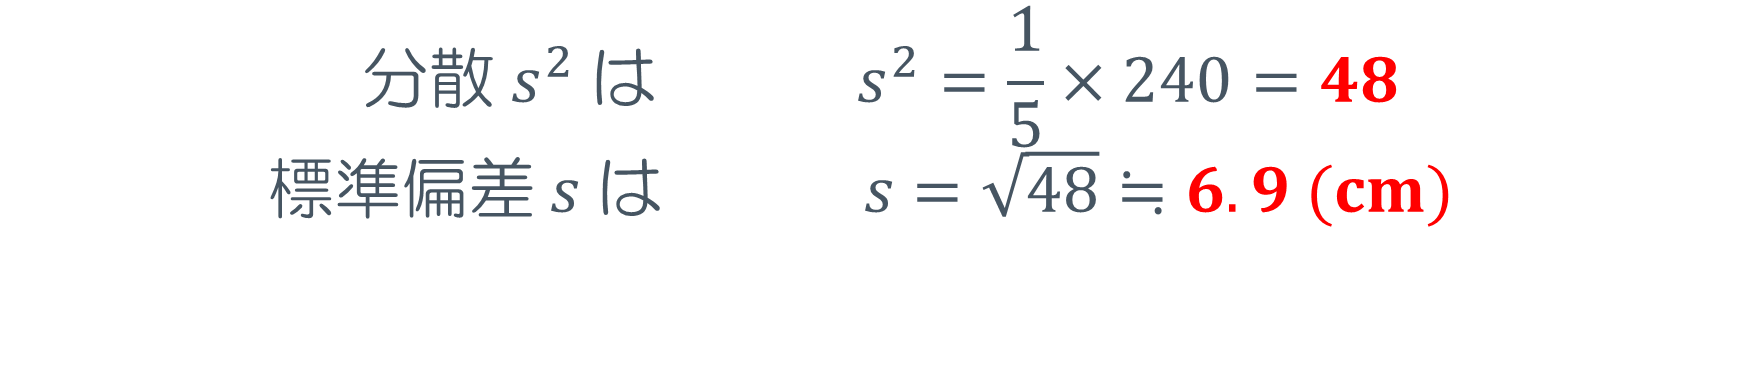 分散 s² は s² = 1/5 × 240 = 48
標準偏差 s は s = √48 ≒ 6.9 (cm)